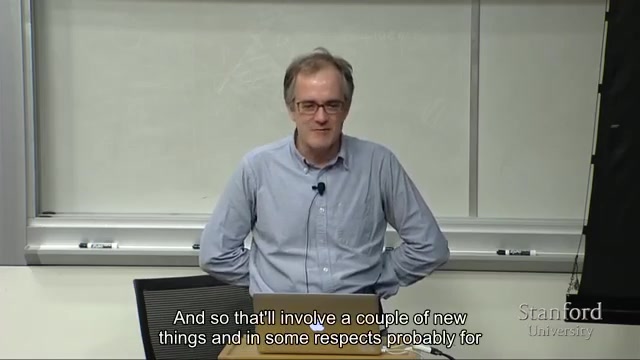 And so that'll involve a couple of new
things and in some respects probably for
Stanford
University